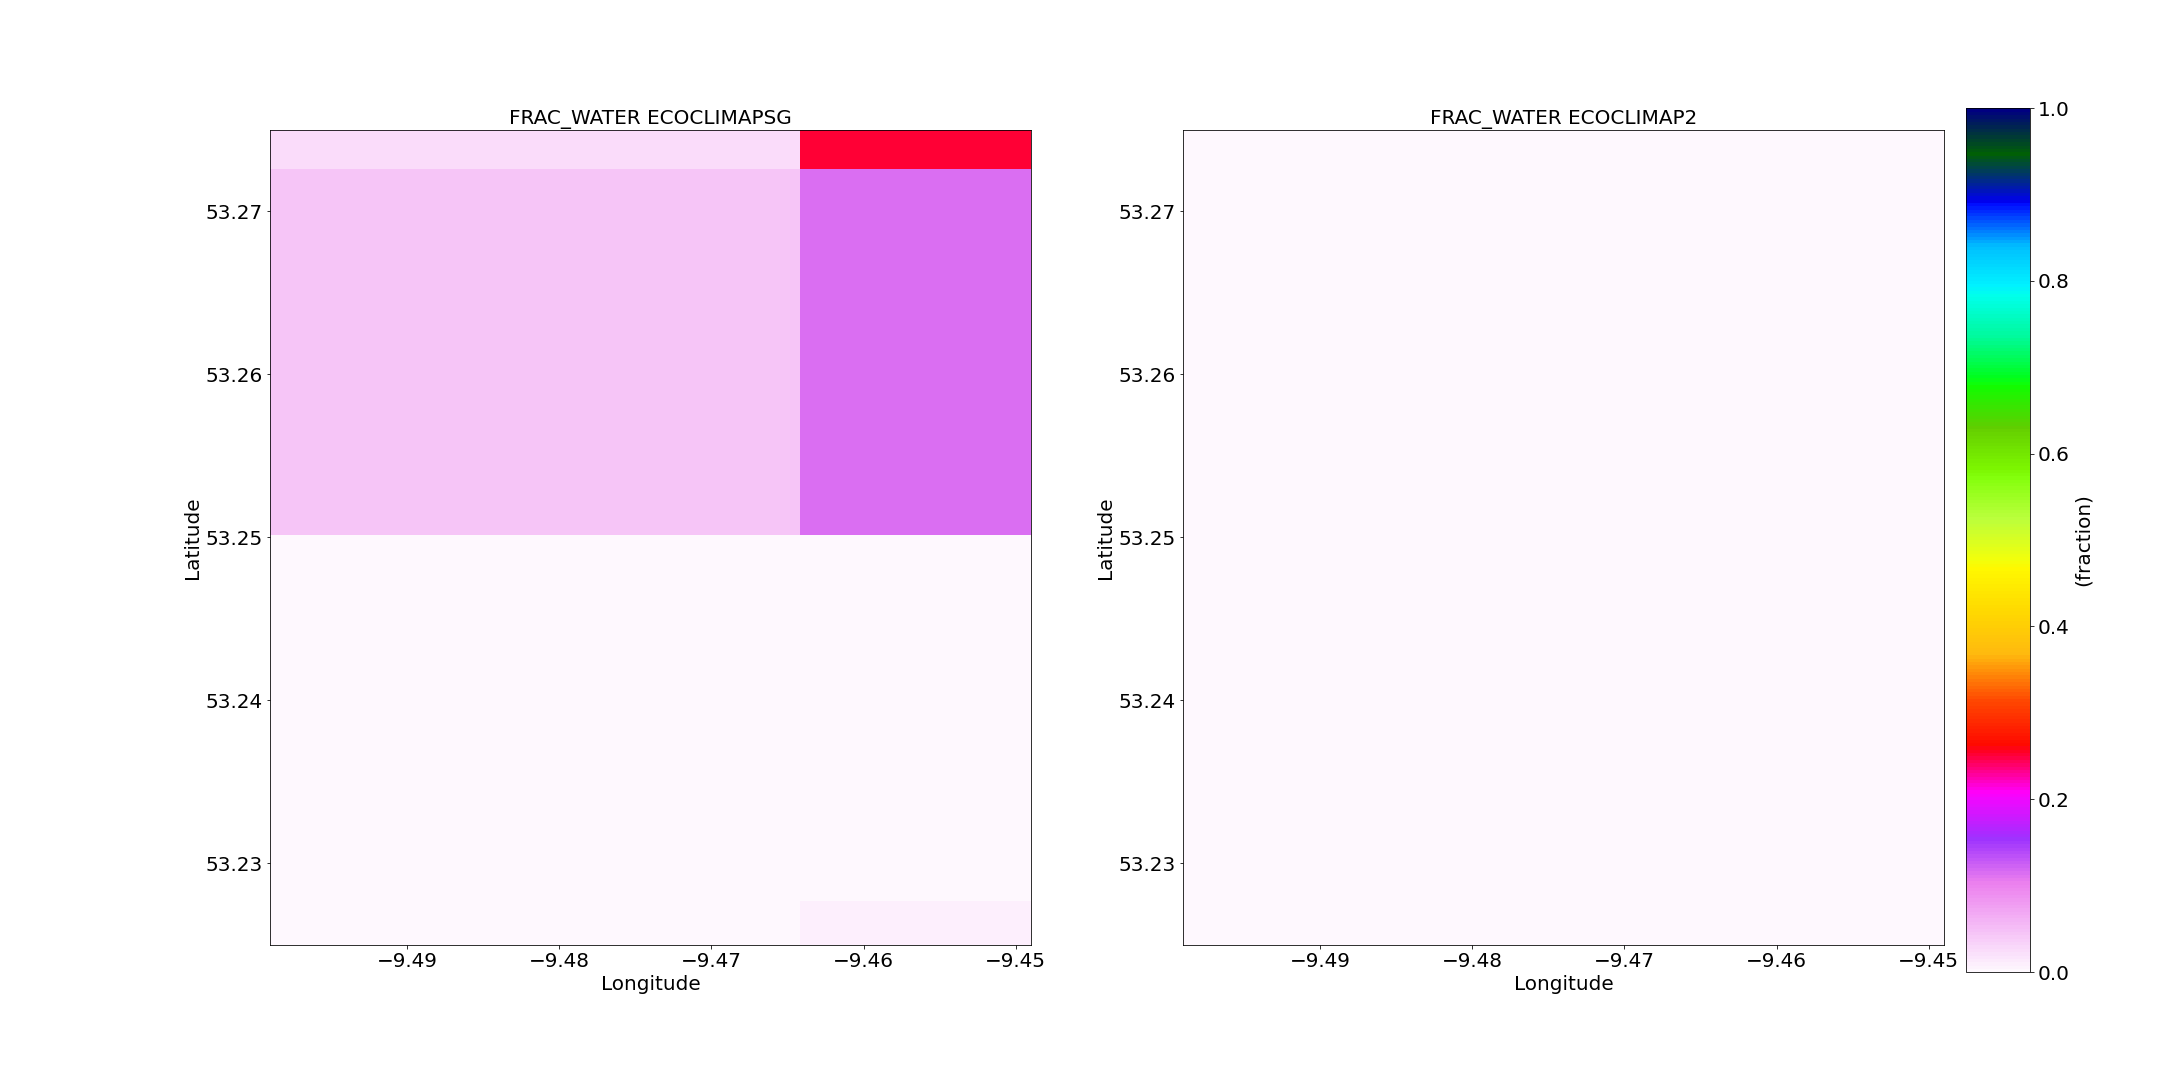 FRAC_WATER ECOCLIMAPSG
53.27
53.26
53.25
53.24
53.23
Latitude
−9.49 −9.48 −9.47 −9.46 −9.45
Longitude
FRAC_WATER ECOCLIMAP2
53.27
53.26
53.25
53.24
53.23
Latitude
−9.49 −9.48 −9.47 −9.46 −9.45
Longitude
1.0
0.8
0.6
0.4
0.2
0.0
(fraction)